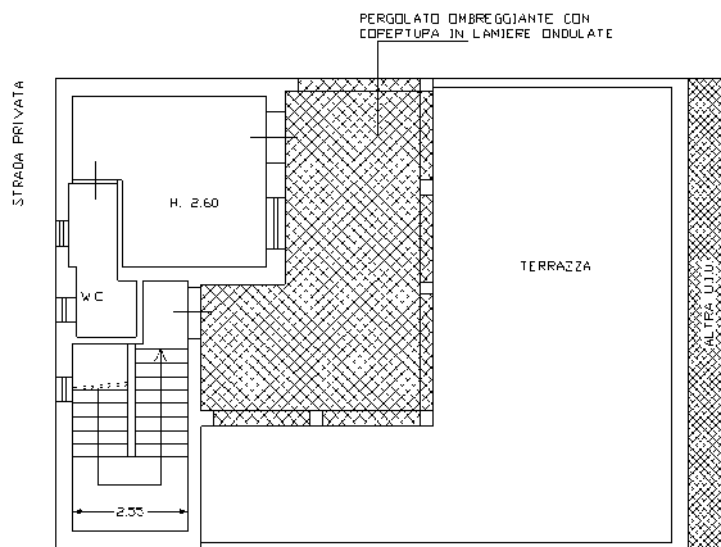 PERGOLATO OMBREGGIANTE CON
COPERTURA IN LAMIERE ONDULATE
STRADA PRIVATA
H. 2.60
TERRAZZA
WC
ALTRA U.I.U.
2.55